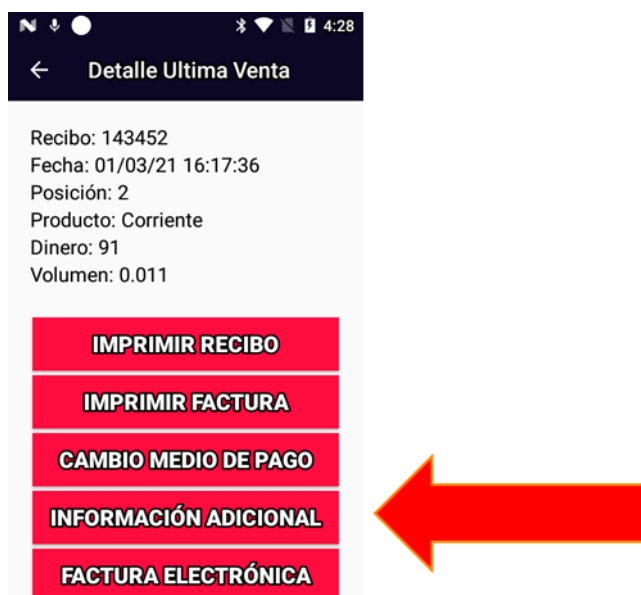 4:28
Detalle Ultima Venta
Recibo: 143452
Fecha: 01/03/21 16:17:36
Posición: 2
Producto: Corriente
Dinero: 91
Volumen: 0.011
IMPRIMIR RECIBO
IMPRIMIR FACTURA
CAMBIO MEDIO DE PAGO
INFORMACIÓN ADICIONAL
FACTURA ELECTRÓNICA